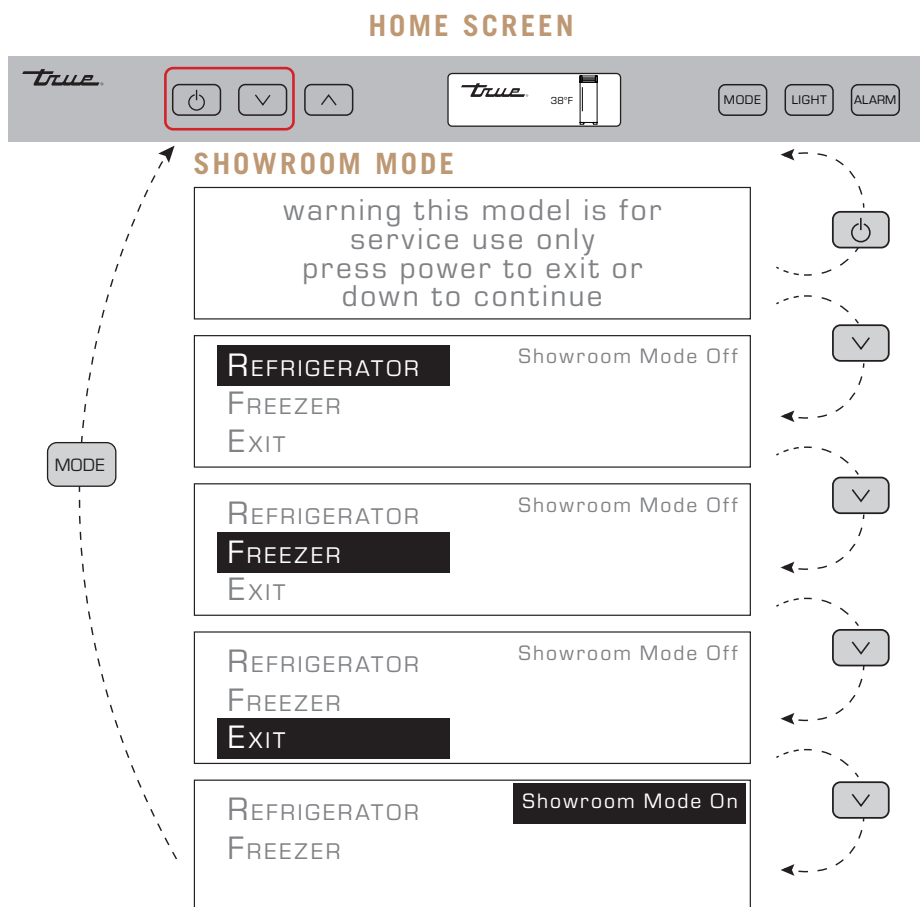 HOME SCREEN
true
true 38°F
MODE LIGHT ALARM
SHOWROOM MODE
warning this model is for
service use only
press power to exit or
down to continue
REFRIGERATOR Showroom Mode Off
FREEZER
EXIT
MODE
REFRIGERATOR Showroom Mode Off
FREEZER
EXIT
REFRIGERATOR Showroom Mode Off
FREEZER
EXIT
REFRIGERATOR Showroom Mode On
FREEZER